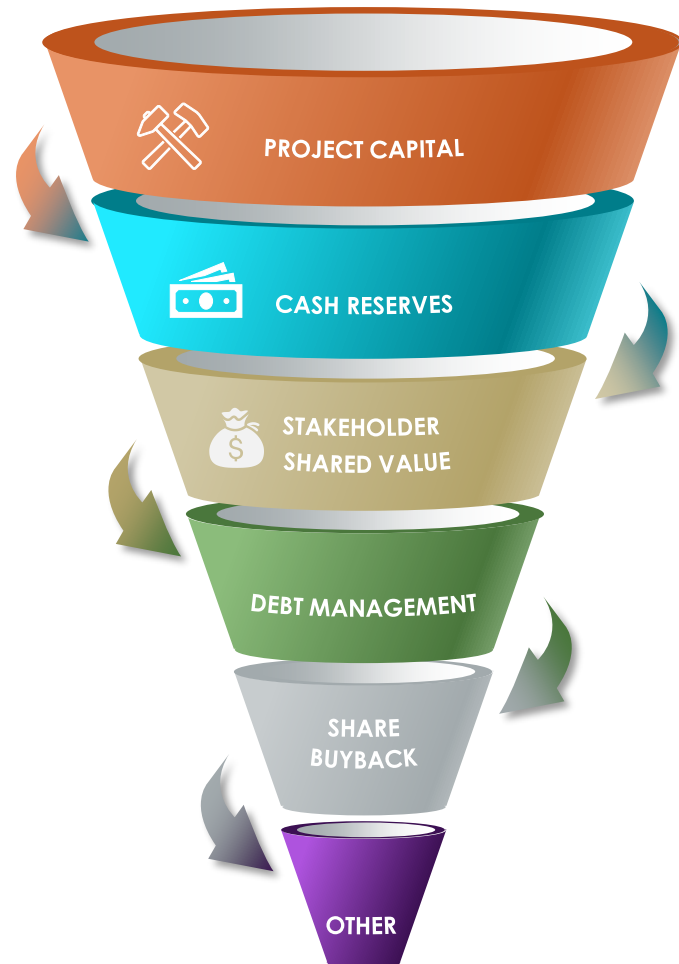 PROJECT CAPITAL
CASH RESERVES
STAKEHOLDER
SHARED VALUE
$
DEBT MANAGEMENT
SHARE
BUYBACK
OTHER